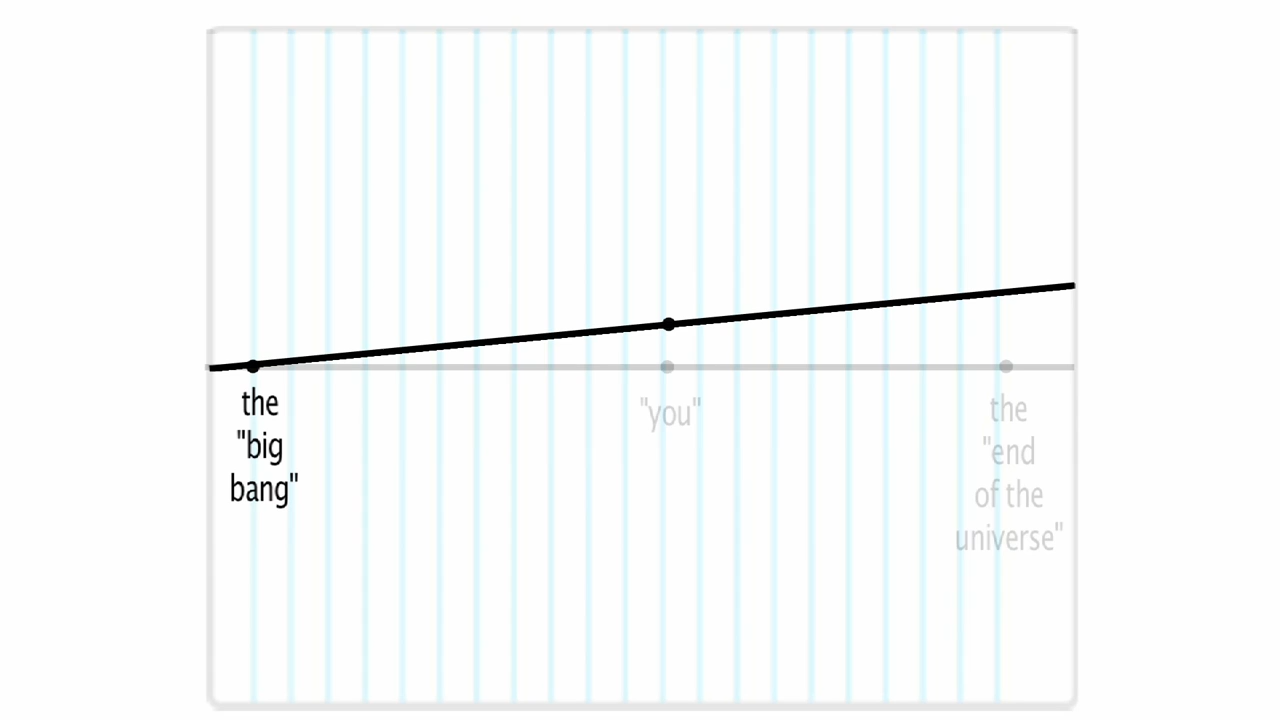 the
"big
bang"
"you"
the
"end
of the
universe"